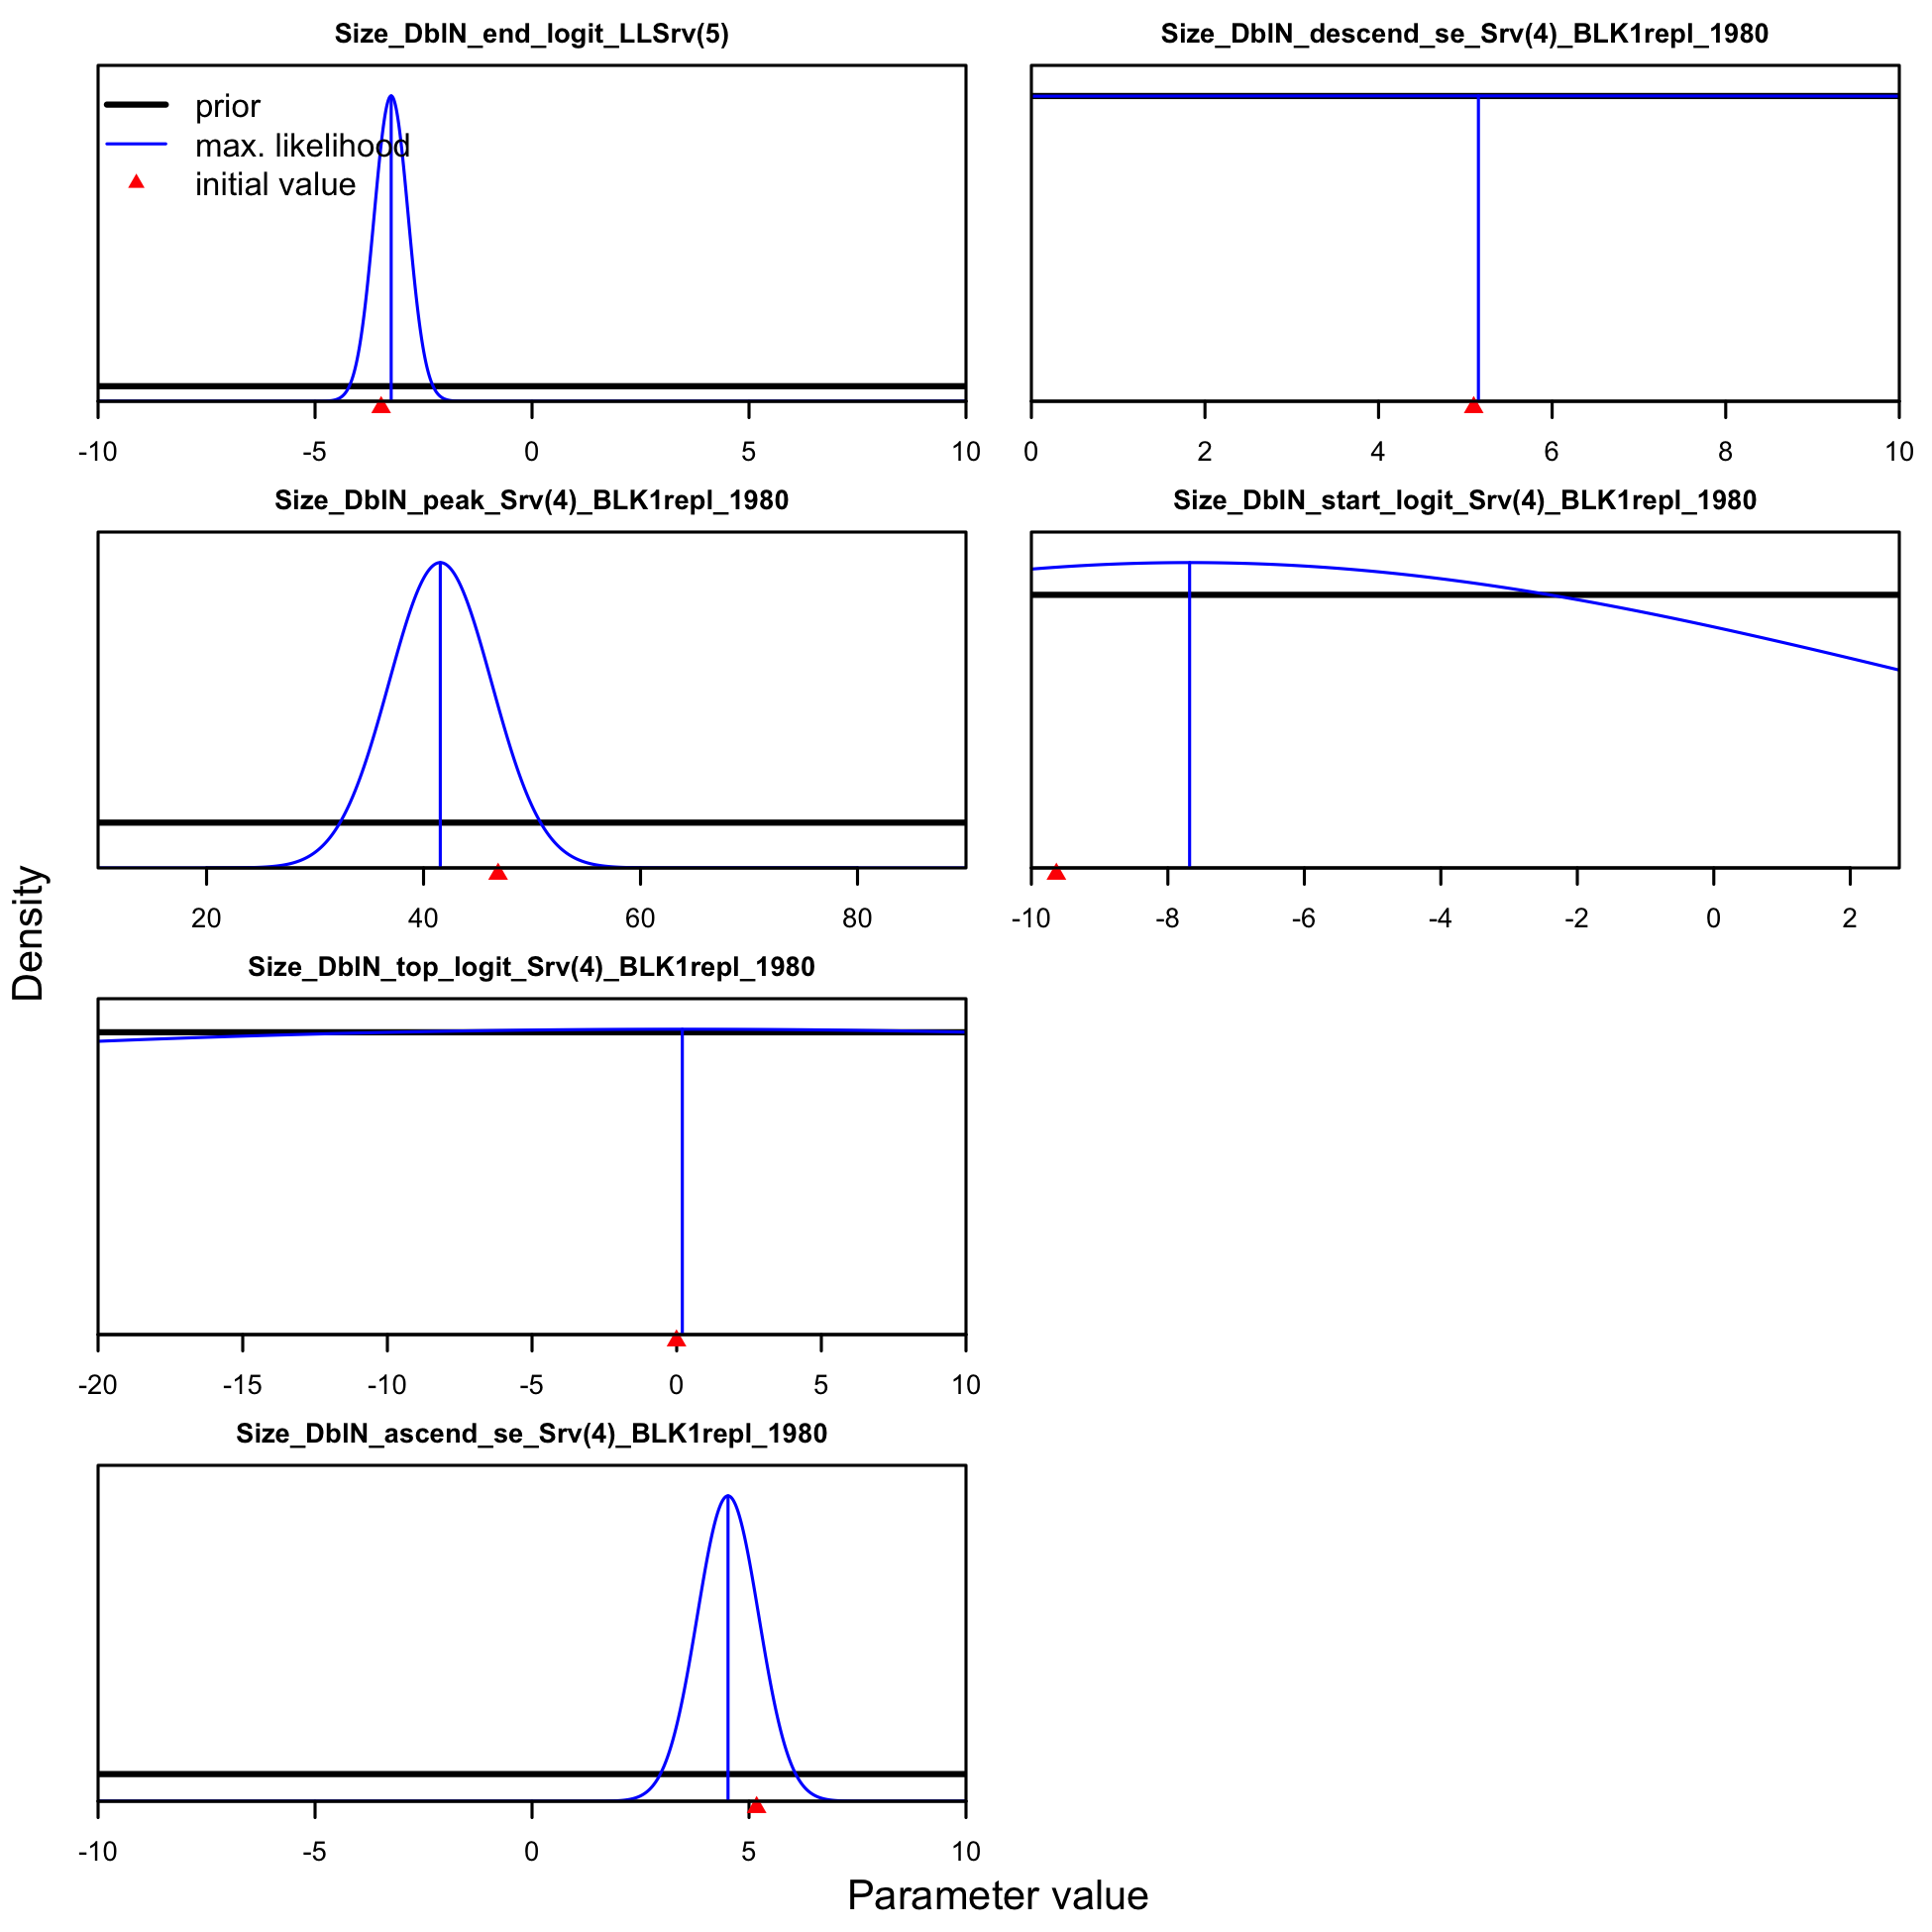 Size_DblN_end_logit_LLSrv(5)
prior
max. likelihood
initial value
-10 -5 0 5 10
Size_DblN_descend_se_Srv(4)_BLK1repl_1980
0 2 4 6 8 10
Size_DblN_peak_Srv(4)_BLK1repl_1980
20 40 60 80
Size_DblN_start_logit_Srv(4)_BLK1repl_1980
-10 -8 -6 -4 -2 0 2
Size_DblN_top_logit_Srv(4)_BLK1repl_1980
-20 -15 -10 -5 0 5 10
Size_DblN_ascend_se_Srv(4)_BLK1repl_1980
-10 -5 0 5 10
Density
Parameter value